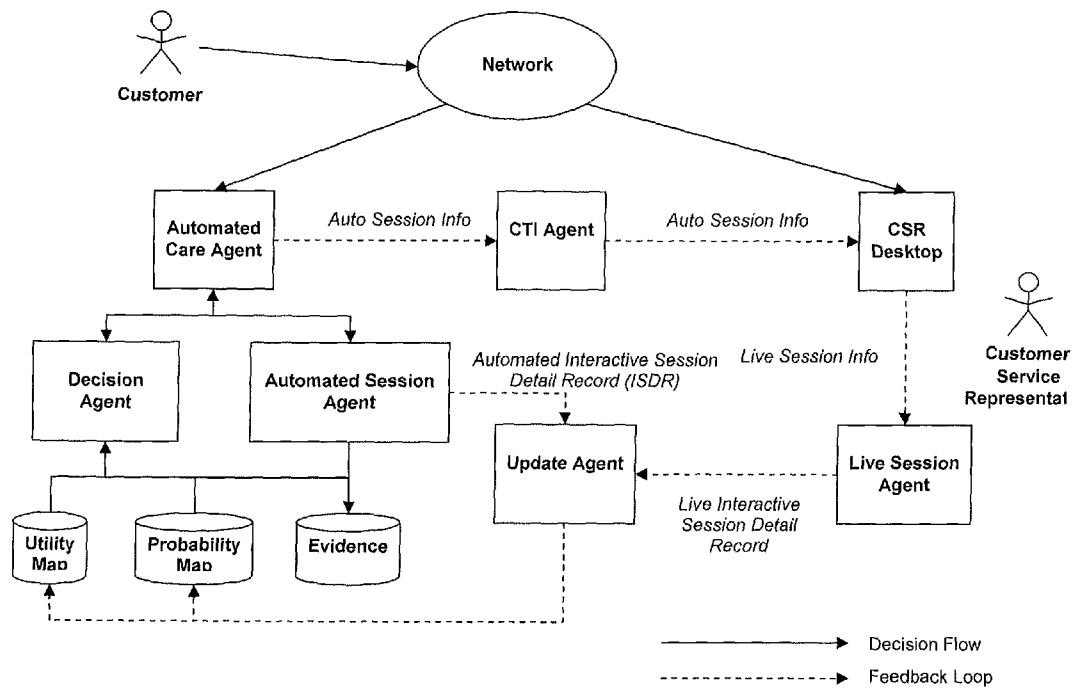 Network
Customer
Automated
Care Agent
Auto Session Info
CTI Agent
Auto Session Info
CSR
Desktop
Decision
Agent
Automated Session
Agent
Automated Interactive Session
Detail Record (ISDR)
Live Session Info
Customer
Service
Representat
Update Agent
Live Session
Agent
Live Interactive
Session Detail
Record
Utility
Map
Probability
Map
Evidence
Decision Flow
Feedback Loop